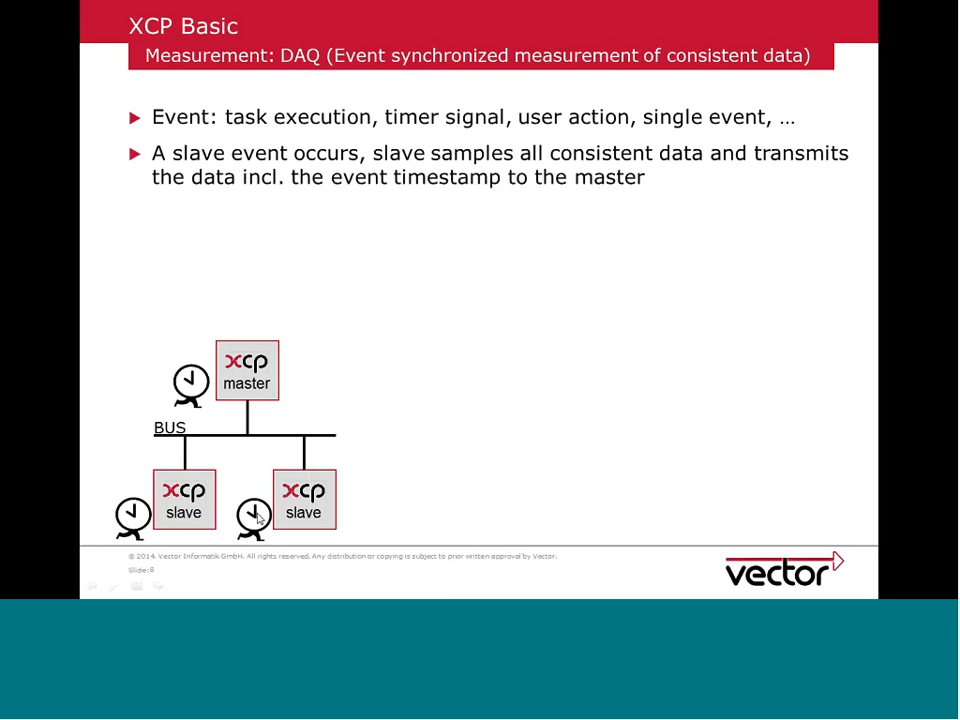 XCP Basic
Measurement: DAQ (Event synchronized measurement of consistent data)
Event: task execution, timer signal, user action, single event, ...
A slave event occurs, slave samples all consistent data and transmits
the data incl. the event timestamp to the master
xcp
master
BUS
xcp
slave
xcp
slave
© 2014. Vector Informatik GmbH. All rights reserved. Any distribution or copying is subject to prior written approval by Vector.
Slide:8
vector